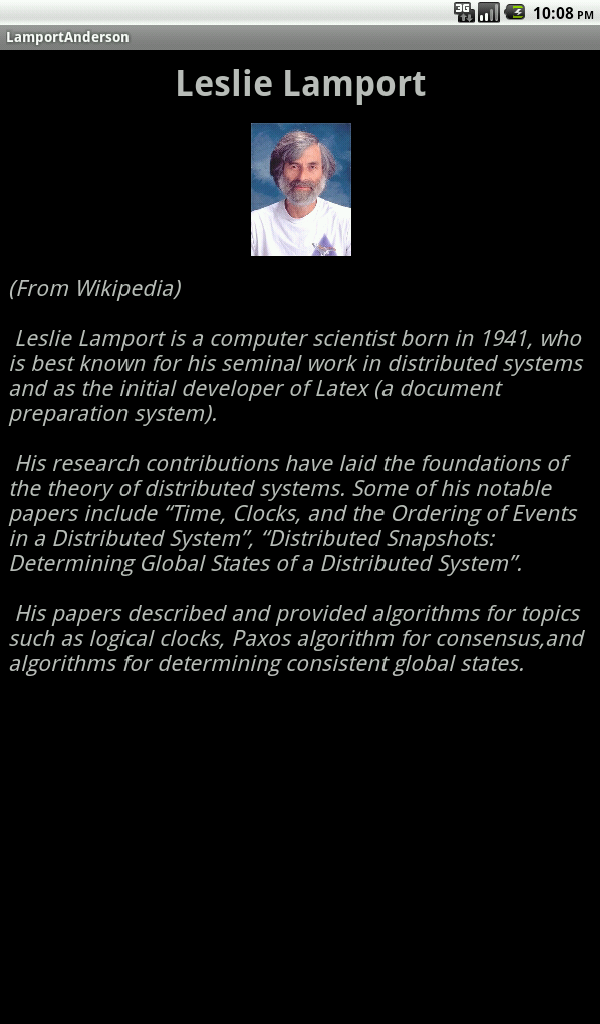 3G 10:08 PM
LamportAnderson
Leslie Lamport
(From Wikipedia)
Leslie Lamport is a computer scientist born in 1941, who
is best known for his seminal work in distributed systems
and as the initial developer of Latex (a document
preparation system).
His research contributions have laid the foundations of
the theory of distributed systems. Some of his notable
papers include “Time, Clocks, and the Ordering of Events
in a Distributed System”, “Distributed Snapshots:
Determining Global States of a Distributed System”.
His papers described and provided algorithms for topics
such as logical clocks, Paxos algorithm for consensus,and
algorithms for determining consistent global states.